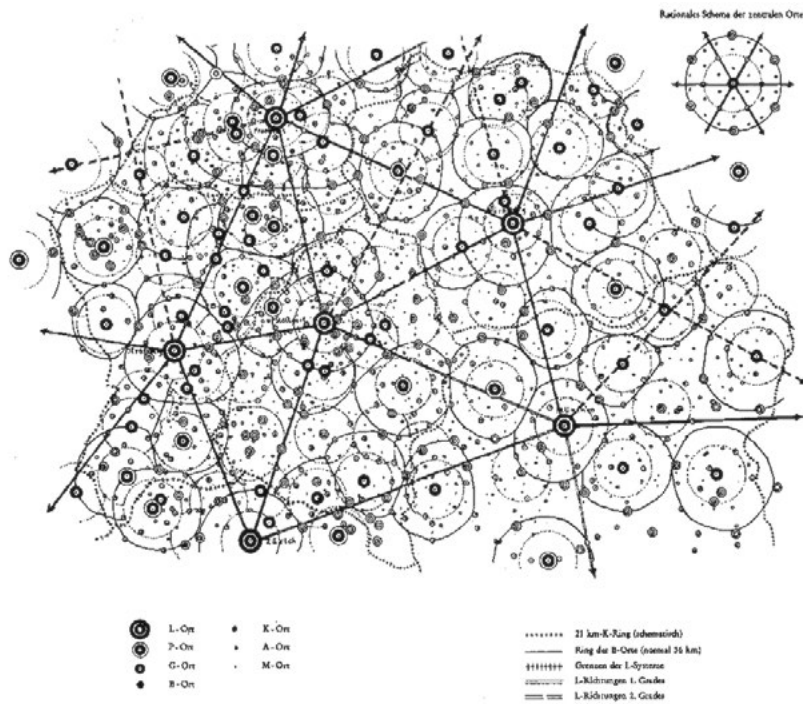 Rationales Schema der zentralen Orte
Zürich
L-Ort
P-Ort
G-Ort
B-Ort
K-Ort
A-Ort
M-Ort
21 km-K-Ring (schematisch)
Ring der B-Orte (normal 36 km)
Grenzen der L-Systeme
L-Richtungen 1. Grades
L-Richtungen 2. Grades